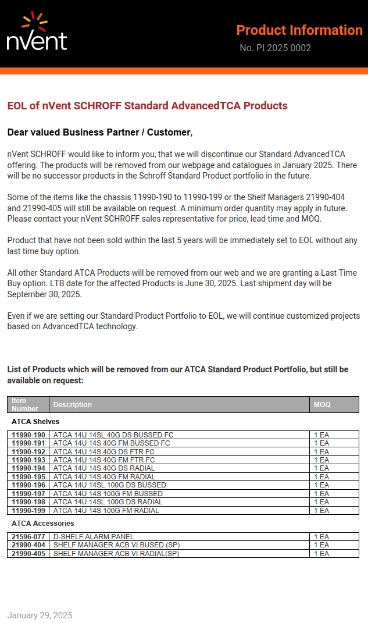 nVent
Product Information
No. PI 2025 0002
EOL of nVent SCHROFF Standard AdvancedTCA Products
Dear valued Business Partner / Customer,
nVent SCHROFF would like to inform you, that we will discontinue our Standard AdvancedTCA
offering. The products will be removed from our webpage and catalogues in January 2025. There
will be no successor products in the Schroff Standard Product portfolio in the future.
Some of the items like the chassis 11990-190 to 11990-199 or the Shelf Managers 21990-404
and 21990-405 will still be available on request. A minimum order quantity may apply in future.
Please contact your nVent SCHROFF sales representative for price, lead time and MOQ.
Product that have not been sold within the last 5 years will be immediately set to EOL without any
last time buy option.
All other Standard ATCA Products will be removed from our web and we are granting a Last Time
Buy option. LTB date for the affected Products is June 30, 2025. Last shipment day will be
September 30, 2025.
Even if we are setting our Standard Product Portfolio to EOL, we will continue customized projects
based on AdvancedTCA technology.
List of Products which will be removed from our ATCA Standard Product Portfolio, but still be
available on request:
Item Number Description MOQ
ATCA Shelves
11990-190 ATCA 14U 14SL 40G DS BUSSED FC 1 EA
11990-191 ATCA 14U 14S 40G FM BUSSED FC 1 EA
11990-192 ATCA 14U 14S 40G DS FTR FC 1 EA
11990-193 ATCA 14U 14S 40G FM FTR FC 1 EA
11990-194 ATCA 14U 14S 40G DS RADIAL 1 EA
11990-195 ATCA 14U 14S 40G FM RADIAL 1 EA
11990-196 ATCA 14U 14SL 100G DS BUSSED 1 EA
11990-197 ATCA 14U 14S 100G FM BUSSED 1 EA
11990-198 ATCA 14U 14SL 100G DS RADIAL 1 EA
11990-199 ATCA 14U 14S 100G FM RADIAL 1 EA
ATCA Accessories
21596-077 D-SHELF ALARM PANEL 1 EA
21990-404 SHELF MANAGER ACB VI BUSED (SP) 1 EA
21990-405 SHELF MANAGER ACB VI RADIAL(SP) 1 EA
January 29, 2025